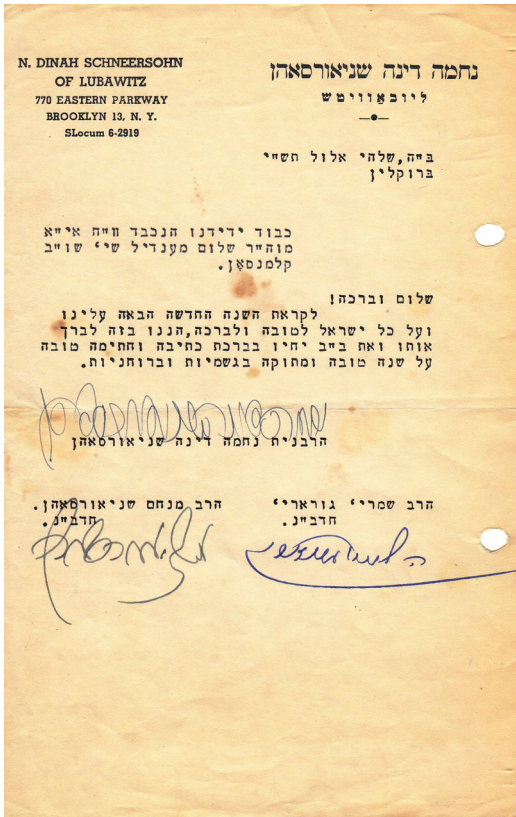 N. DINAH SCHNEERSOHN
OF LUBAWITZ
770 EASTERN PARKWAY
BROOKLYN 13, N. Y.
SLocum 6-2919
נחמה דינה שניאורסאהן
ליובאוויטש
ב"ה, שלהי אלול תש"י
ברוקלין
כבוד ידידנו הנכבד וו"ח אי"א
מוה"ר שלום מענדיל שי' שו"ב
קלמנסאָן.
שלום וברכה!
לקראת השנה החדשה הבאה עלינו
ועל כל ישראל לטובה ולברכה, הננו בזה לברך
אותו ואת ב"ב יחיו בברכת כתיבה וחתימה טובה
על שנה טובה ומתוקה בגשמיות וברוחניות.
הרבנית נחמה דינה שניאורסאהן
הרב שמרי' גורארי' הרב מנחם שניאורסאהן.
חדב"נ. חדב"נ.